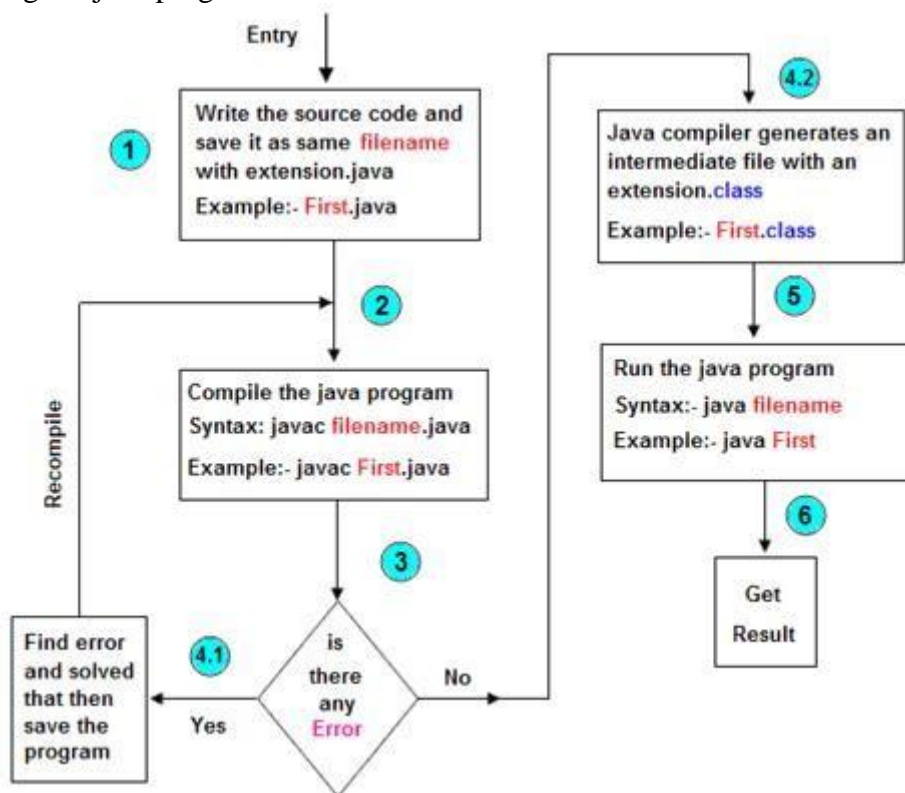 Entry
1
Write the source code and
save it as same filename
with extension.java
Example:- First.java
2
Compile the java program
Syntax: javac filename.java
Example:- javac First.java
Recompile
3
is
there
any
Error
4.1
Yes
Find error
and solved
that then
save the
program
No
4.2
Java compiler generates an
intermediate file with an
extension.class
Example:- First.class
5
Run the java program
Syntax:- java filename
Example:- java First
6
Get
Result